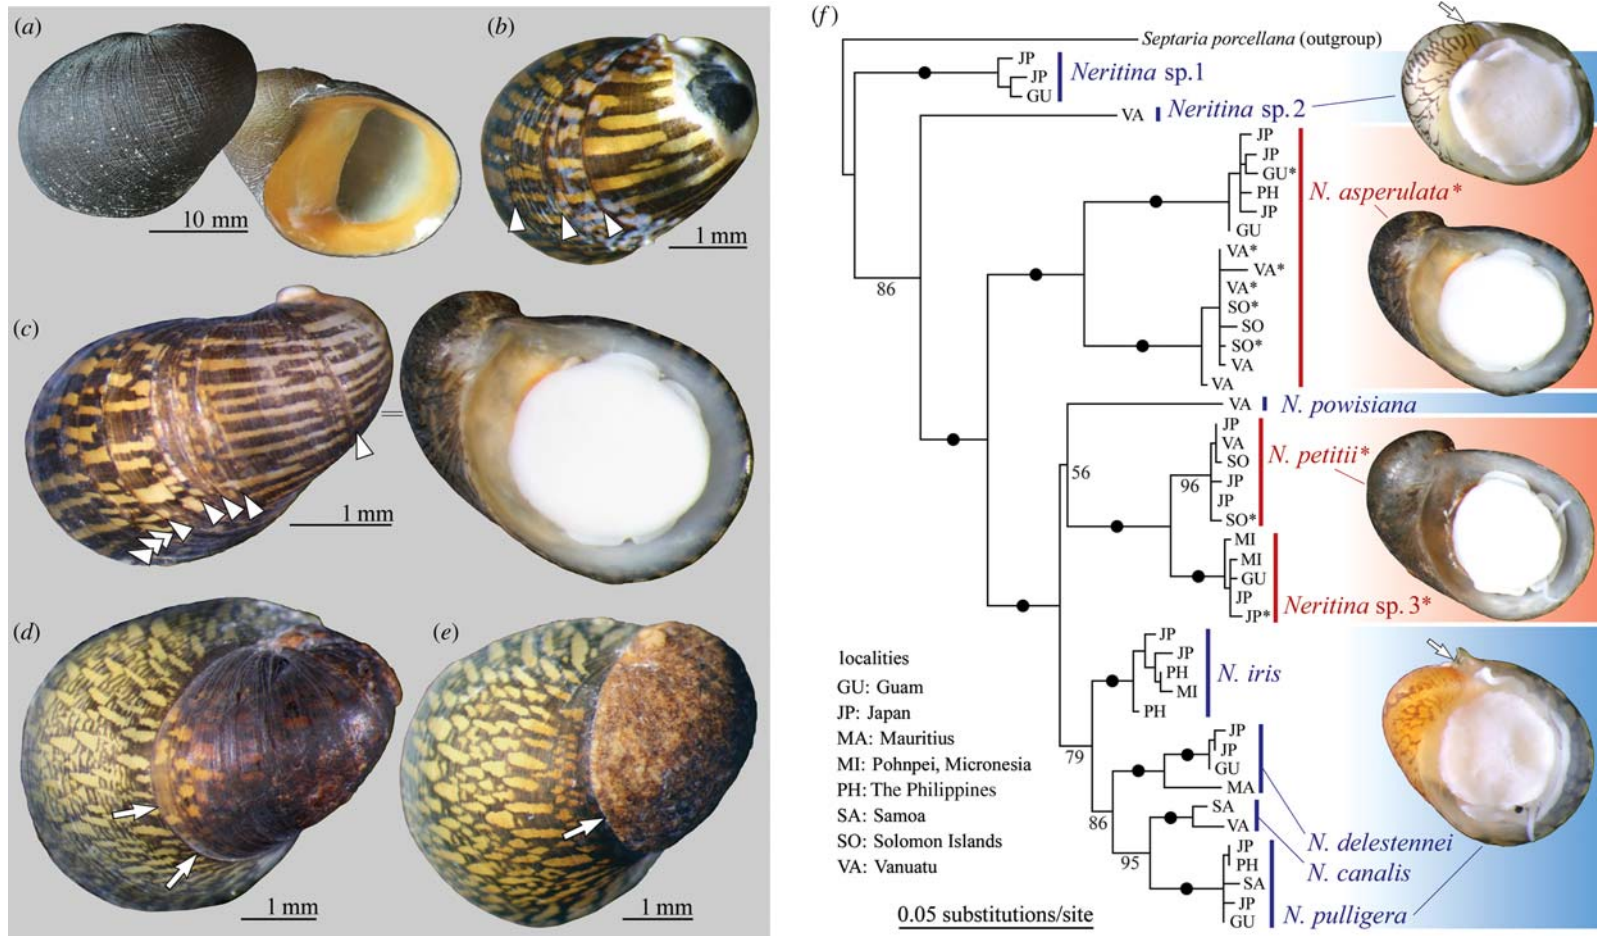 (a)
10 mm
(b)
1 mm
(c)
1 mm
(d)
1 mm
(e)
1 mm
(f)
Septaria porcellana (outgroup)
JP
JP
GU
Neritina sp.1
VA
Neritina sp.2
86
JP
JP
GU*
PH
JP
GU
N. asperulata*
VA*
VA*
VA*
SO*
SO
SO*
VA
VA
VA
N. powisiana
56
JP
VA
SO
JP
JP
SO*
96
N. petitii*
MI
MI
GU
JP
JP*
Neritina sp. 3*
JP
JP
PH
MI
PH
N. iris
79
JP
JP
GU
MA
86
SA
VA
95
JP
PH
SA
JP
GU
N. delestennei
N. canalis
N. pulligera
localities
GU: Guam
JP: Japan
MA: Mauritius
MI: Pohnpei, Micronesia
PH: The Philippines
SA: Samoa
SO: Solomon Islands
VA: Vanuatu
0.05 substitutions/site